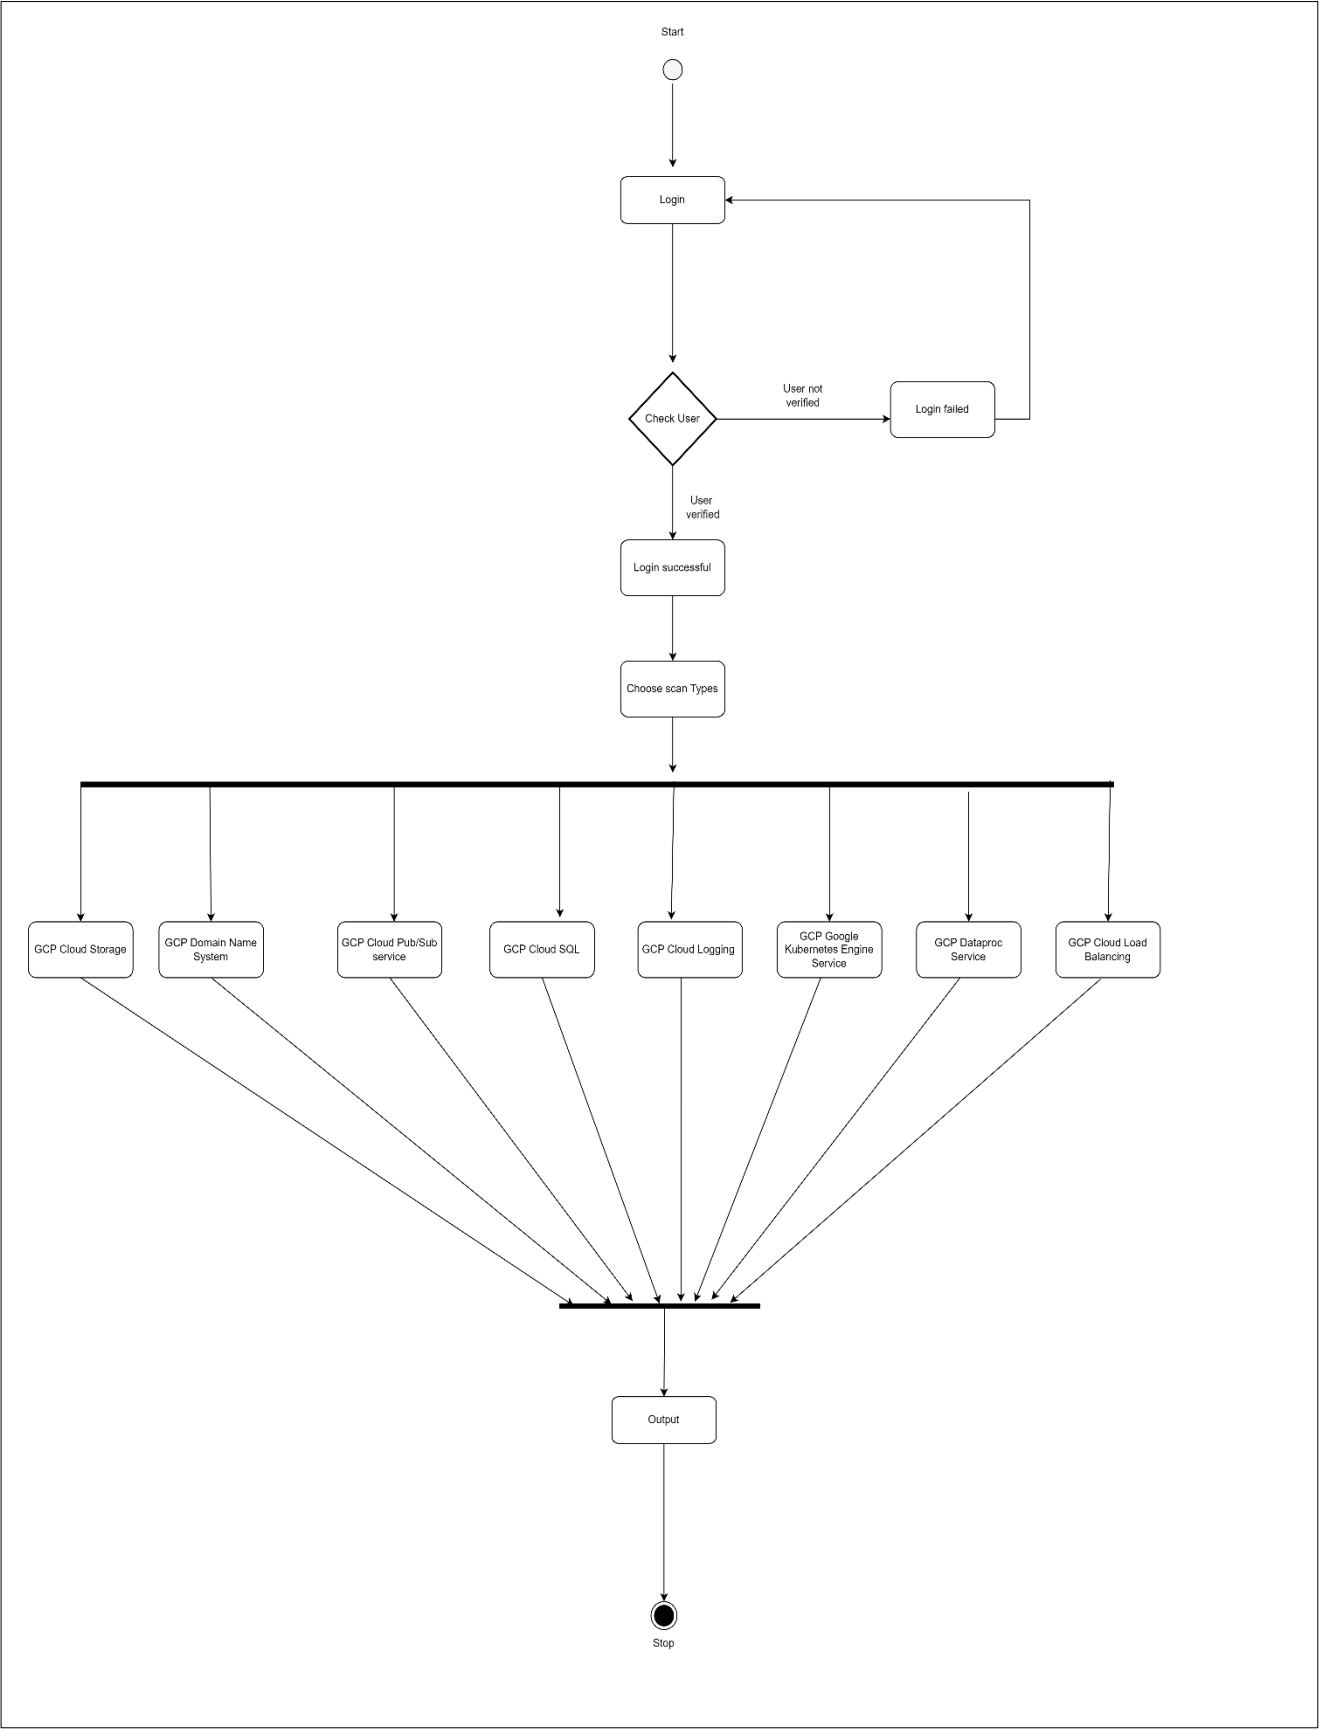 Start
Login
User not
verified
Check User
Login failed
User
verified
Login successful
Choose scan Types
GCP Cloud Storage
GCP Domain Name
System
GCP Cloud Pub/Sub
service
GCP Cloud SQL
GCP Cloud Logging
GCP Google
Kubernetes Engine
Service
GCP Dataproc
Service
GCP Cloud Load
Balancing
Output
Stop